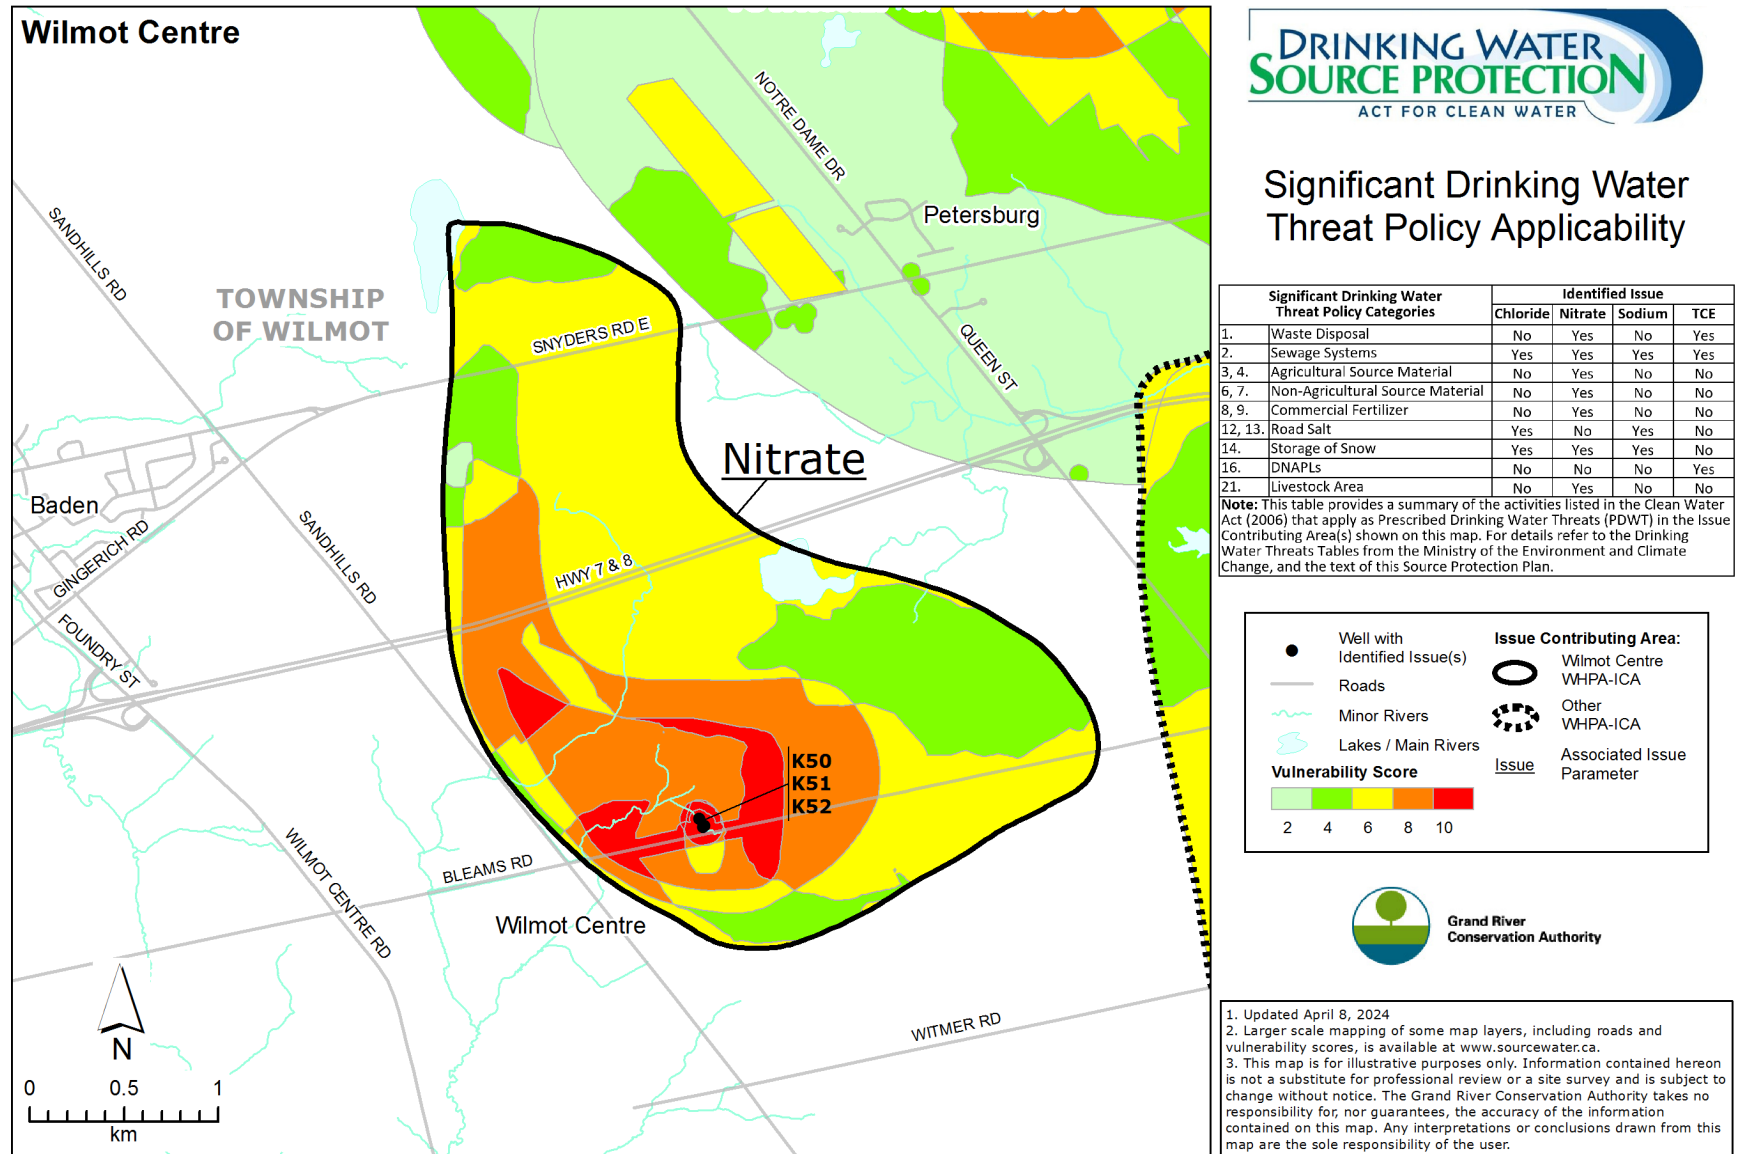 Wilmot Centre
NOTRE DAME DR
Petersburg
SANDHILLS RD
TOWNSHIP
OF WILMOT
SNYDERS RD E
QUEEN ST
Nitrate
Baden
GINGERICH RD
SANDHILLS RD
HWY 7 & 8
FOUNDRY ST
K50
K51
K52
WILMOT CENTRE RD
BLEAMS RD
Wilmot Centre
WITMER RD
N
0 0.5 1
km
DRINKING WATER
SOURCE PROTECTION
ACT FOR CLEAN WATER
Significant Drinking Water
Threat Policy Applicability
Significant Drinking Water
Threat Policy Categories
Identified Issue
Chloride Nitrate Sodium TCE
1. Waste Disposal No Yes No Yes
2. Sewage Systems Yes Yes Yes Yes
3, 4. Agricultural Source Material No Yes No No
6, 7. Non-Agricultural Source Material No Yes No No
8, 9. Commercial Fertilizer No Yes No No
12, 13. Road Salt Yes No Yes No
14. Storage of Snow Yes Yes Yes No
16. DNAPLs No No No Yes
21. Livestock Area No Yes No No
Note: This table provides a summary of the activities listed in the Clean Water
Act (2006) that apply as Prescribed Drinking Water Threats (PDWT) in the Issue
Contributing Area(s) shown on this map. For details refer to the Drinking
Water Threats Tables from the Ministry of the Environment and Climate
Change, and the text of this Source Protection Plan.
Well with
Identified Issue(s)
Roads
Minor Rivers
Lakes / Main Rivers
Issue Contributing Area:
Wilmot Centre
WHPA-ICA
Other
WHPA-ICA
Issue
Associated Issue
Parameter
Vulnerability Score
2 4 6 8 10
Grand River
Conservation Authority
1. Updated April 8, 2024
2. Larger scale mapping of some map layers, including roads and
vulnerability scores, is available at www.sourcewater.ca.
3. This map is for illustrative purposes only. Information contained hereon
is not a substitute for professional review or a site survey and is subject to
change without notice. The Grand River Conservation Authority takes no
responsibility for, nor guarantees, the accuracy of the information
contained on this map. Any interpretations or conclusions drawn from this
map are the sole responsibility of the user.